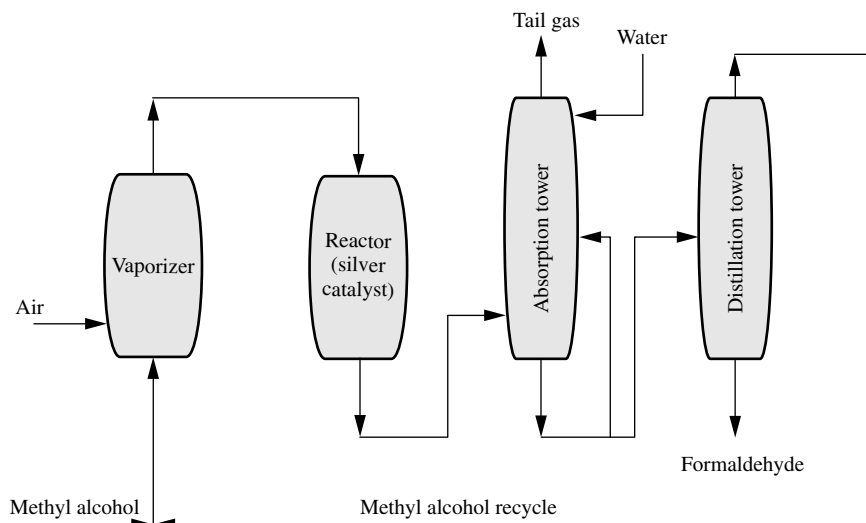 Tail gas
Water
Vaporizer
Reactor
(silver
catalyst)
Absorption tower
Distillation tower
Air
Formaldehyde
Methyl alcohol
Methyl alcohol recycle